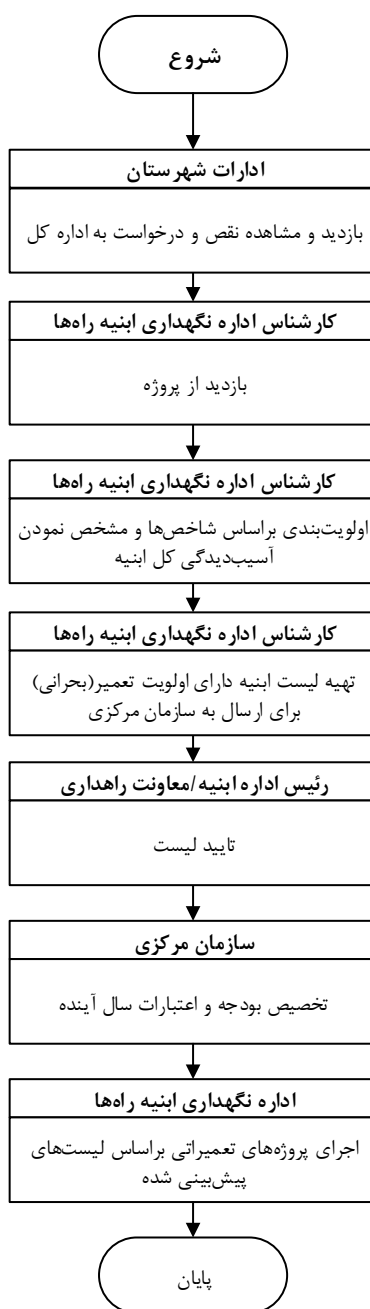 شروع
ادارات شهرستان
بازدید و مشاهده نقص و درخواست به اداره کل
کارشناس اداره نگهداری ابنیه راه‌ها
بازدید از پروژه
کارشناس اداره نگهداری ابنیه راه‌ها
اولویت‌بندی براساس شاخص‌ها و مشخص نمودن
آسیب‌دیدگی کل ابنیه
کارشناس اداره نگهداری ابنیه راه‌ها
تهیه لیست ابنیه دارای اولویت تعمیر(بحرانی)
برای ارسال به سازمان مرکزی
رئیس اداره ابنیه/معاونت راهداری
تایید لیست
سازمان مرکزی
تخصیص بودجه و اعتبارات سال آینده
اداره نگهداری ابنیه راه‌ها
اجرای پروژه‌های تعمیراتی براساس لیست‌های
پیش‌بینی شده
پایان